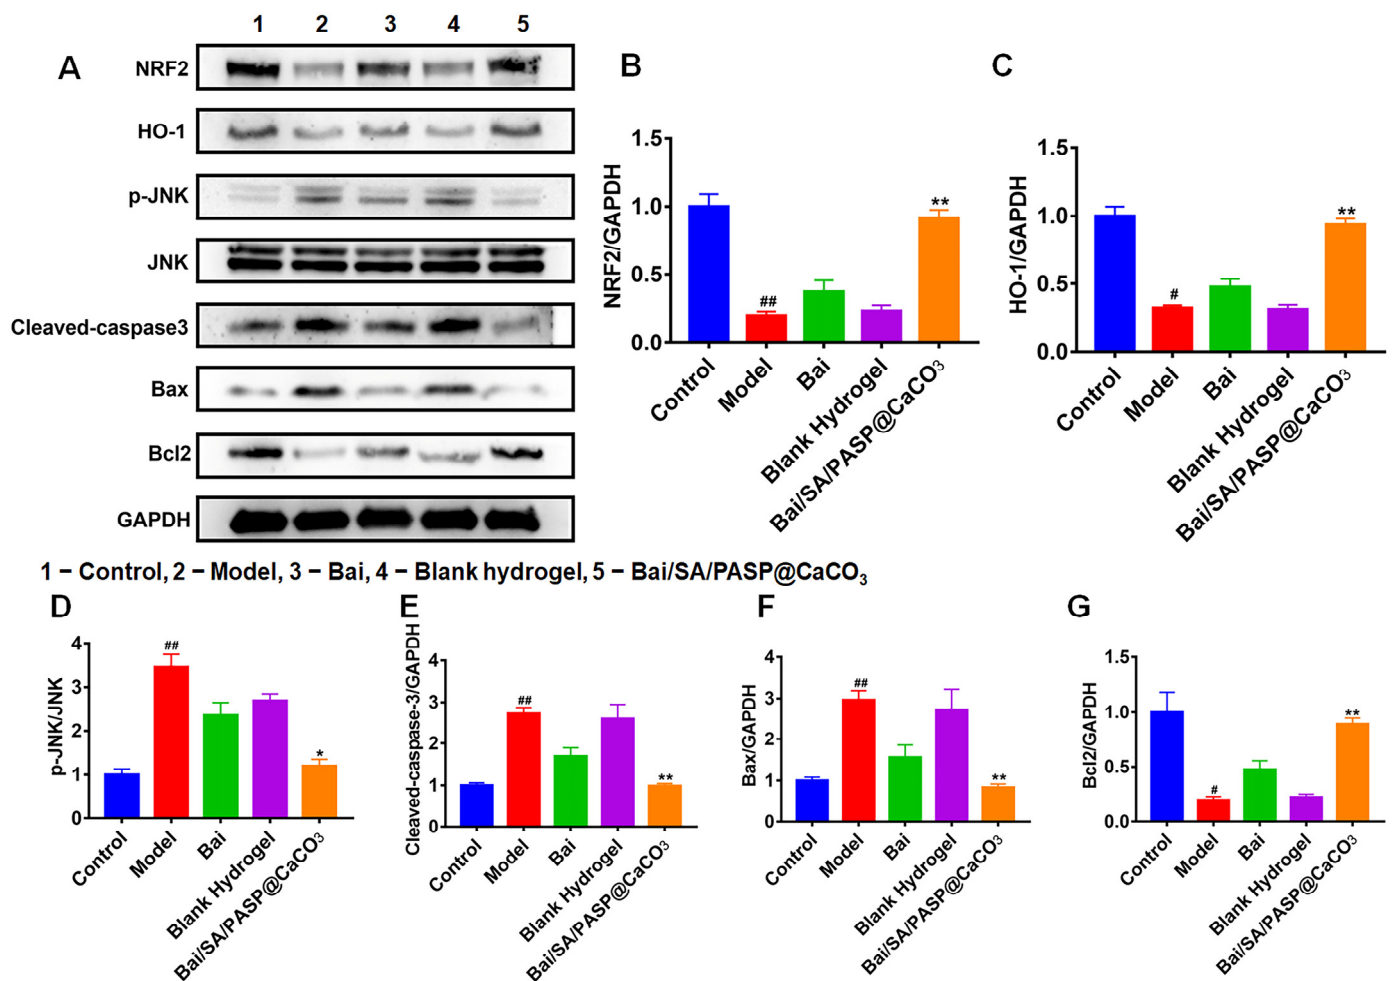 1 2 3 4 5
A
NRF2
HO-1
p-JNK
JNK
Cleaved-caspase3
Bax
Bcl2
GAPDH
1 − Control, 2 − Model, 3 − Bai, 4 − Blank hydrogel, 5 − Bai/SA/PASP@CaCO₃
B
NRF2/GAPDH
1.5
1.0
0.5
0.0
##
**
Control
Model
Bai
Blank Hydrogel
Bai/SA/PASP@CaCO3
C
HO-1/GAPDH
1.5
1.0
0.5
0.0
#
**
Control
Model
Bai
Blank Hydrogel
Bai/SA/PASP@CaCO3
D
p-JNK/JNK
4
3
2
1
0
##
*
Control
Model
Bai
Blank Hydrogel
Bai/SA/PASP@CaCO3
E
Cleaved-caspase-3/GAPDH
4
3
2
1
0
##
**
Control
Model
Bai
Blank Hydrogel
Bai/SA/PASP@CaCO3
F
Bax/GAPDH
4
3
2
1
0
##
**
Control
Model
Bai
Blank Hydrogel
Bai/SA/PASP@CaCO3
G
Bcl2/GAPDH
1.5
1.0
0.5
0.0
#
**
Control
Model
Bai
Blank Hydrogel
Bai/SA/PASP@CaCO3